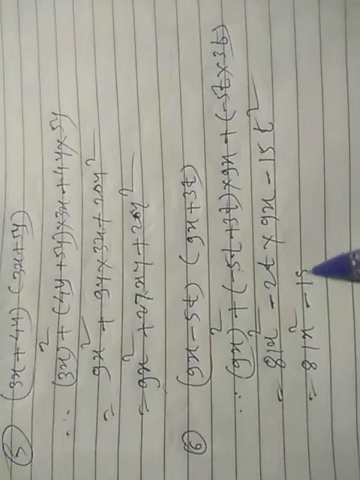 ⑤ (3x+4y) (3x+5y)
∴ (3x)² + (4y+5y)×3x+4y×5y
= 9x² + 9y×3x+20y²
= 9x² + 27xy+20y²
⑥ (9x-5t) (9x+3t)
∴ (9x)² + (-5t+3t)×9x + (-5t×3t)
= 81x² - 2t×9x - 15t²
= 81x² - 18